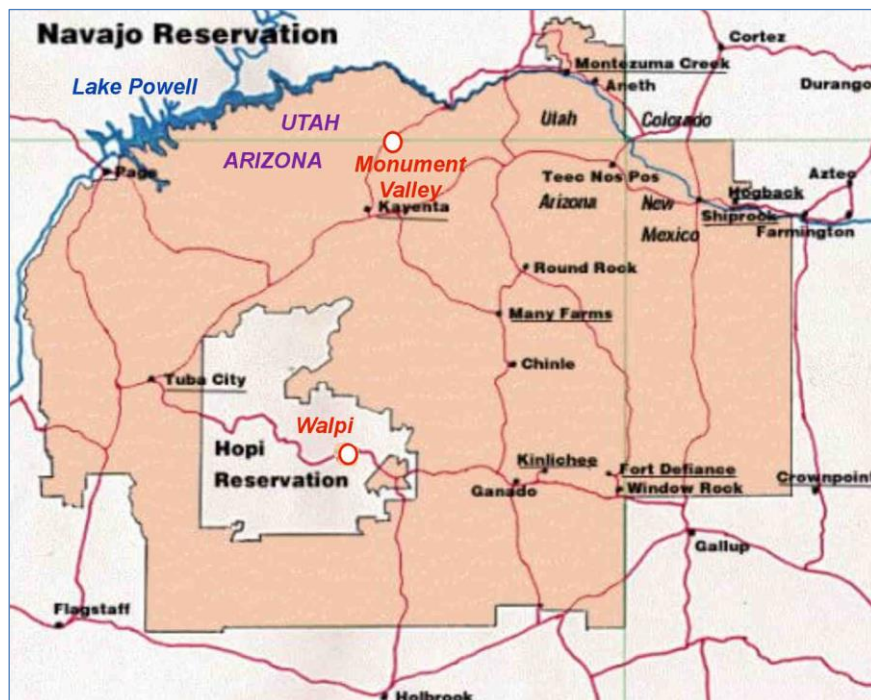 Navajo Reservation
Cortez
Montezuma Creek
Lake Powell
Aneth
Durango
UTAH
Utah
Colorado
ARIZONA
Monument
Valley
Page
Teec Nos Pos
Aztec
Kayenta
Arizona
New
Mexico
Hogback
Shiprock
Farmington
Round Rock
Many Farms
Chinle
Tuba City
Walpi
Hopi
Reservation
Kinlichee
Fort Defiance
Ganado
Window Rock
Crownpoint
Gallup
Flagstaff
Holbrook